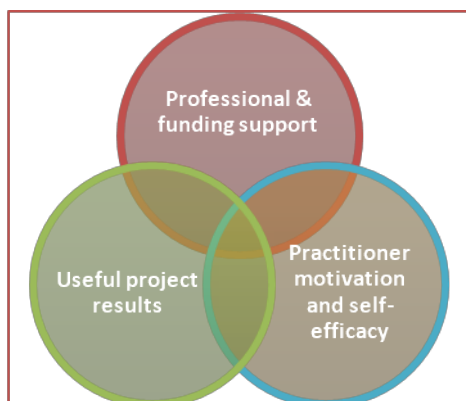 Professional &
funding support
Useful project
results
Practitioner
motivation
and self-
efficacy